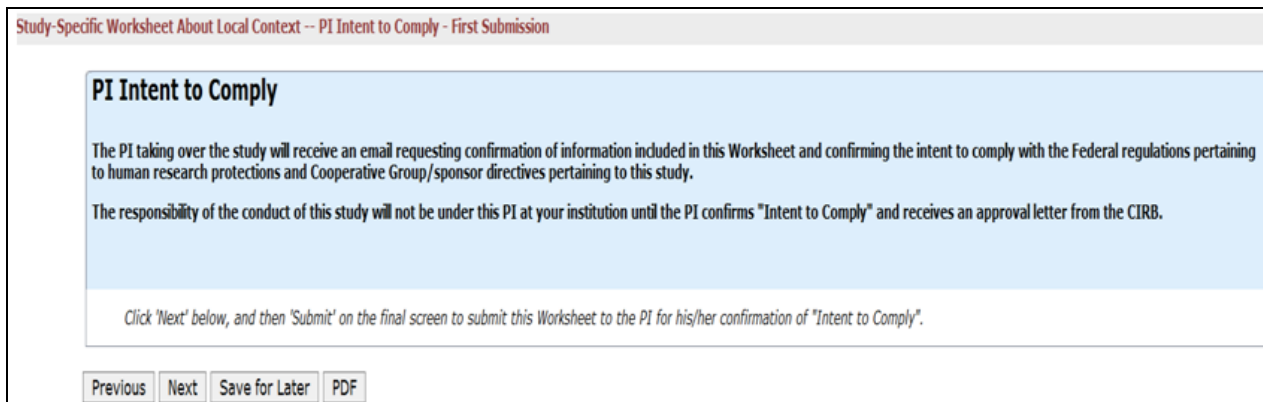 Study-Specific Worksheet About Local Context -- PI Intent to Comply - First Submission
PI Intent to Comply
The PI taking over the study will receive an email requesting confirmation of information included in this Worksheet and confirming the intent to comply with the Federal regulations pertaining
to human research protections and Cooperative Group/sponsor directives pertaining to this study.
The responsibility of the conduct of this study will not be under this PI at your institution until the PI confirms "Intent to Comply" and receives an approval letter from the CIRB.
Click 'Next' below, and then 'Submit' on the final screen to submit this Worksheet to the PI for his/her confirmation of "Intent to Comply".
Previous Next Save for Later PDF